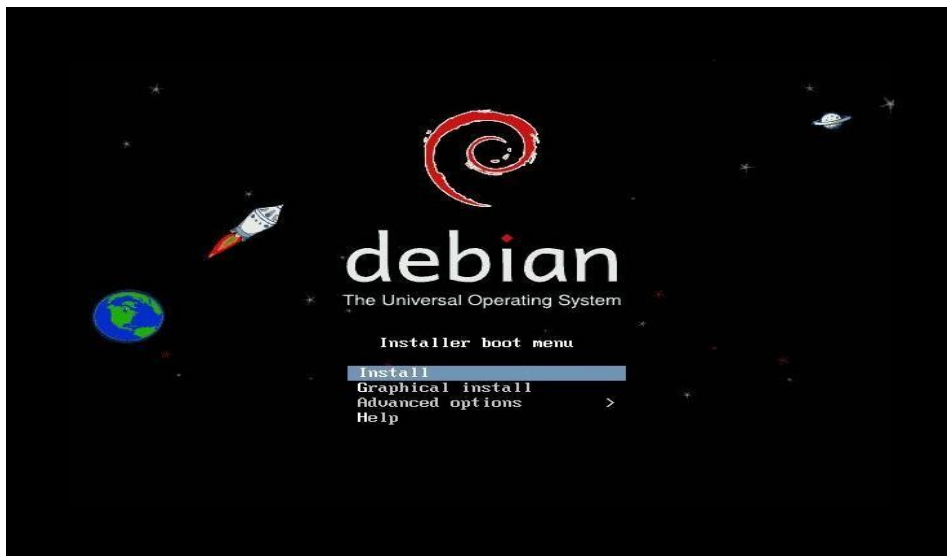 debian
The Universal Operating System
Installer boot menu
Install
Graphical install
Advanced options >
Help